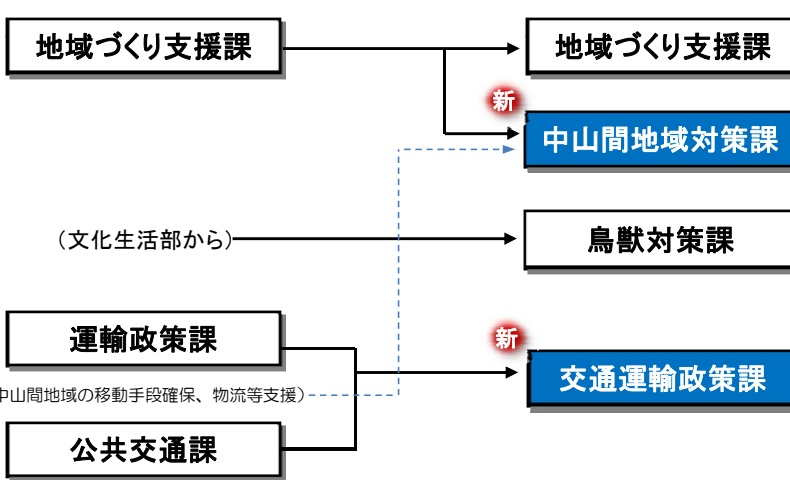 地域づくり支援課
地域づくり支援課
新
中山間地域対策課
（文化生活部から）
鳥獣対策課
運輸政策課
新
交通運輸政策課
中山間地域の移動手段確保、物流等支援）
公共交通課